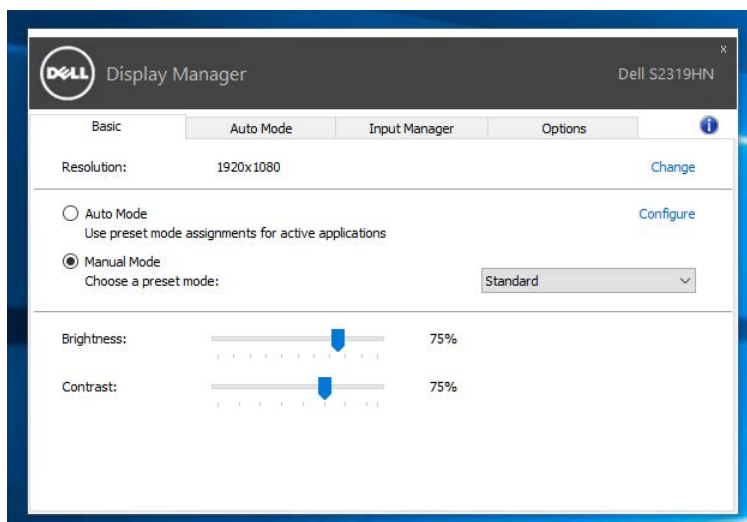 DELL
Display Manager
x
Dell S2319HN
Basic
Auto Mode
Input Manager
Options
i
Resolution:
1920x1080
Change
Auto Mode
Configure
Use preset mode assignments for active applications
Manual Mode
Choose a preset mode:
Standard
Brightness:
75%
Contrast:
75%